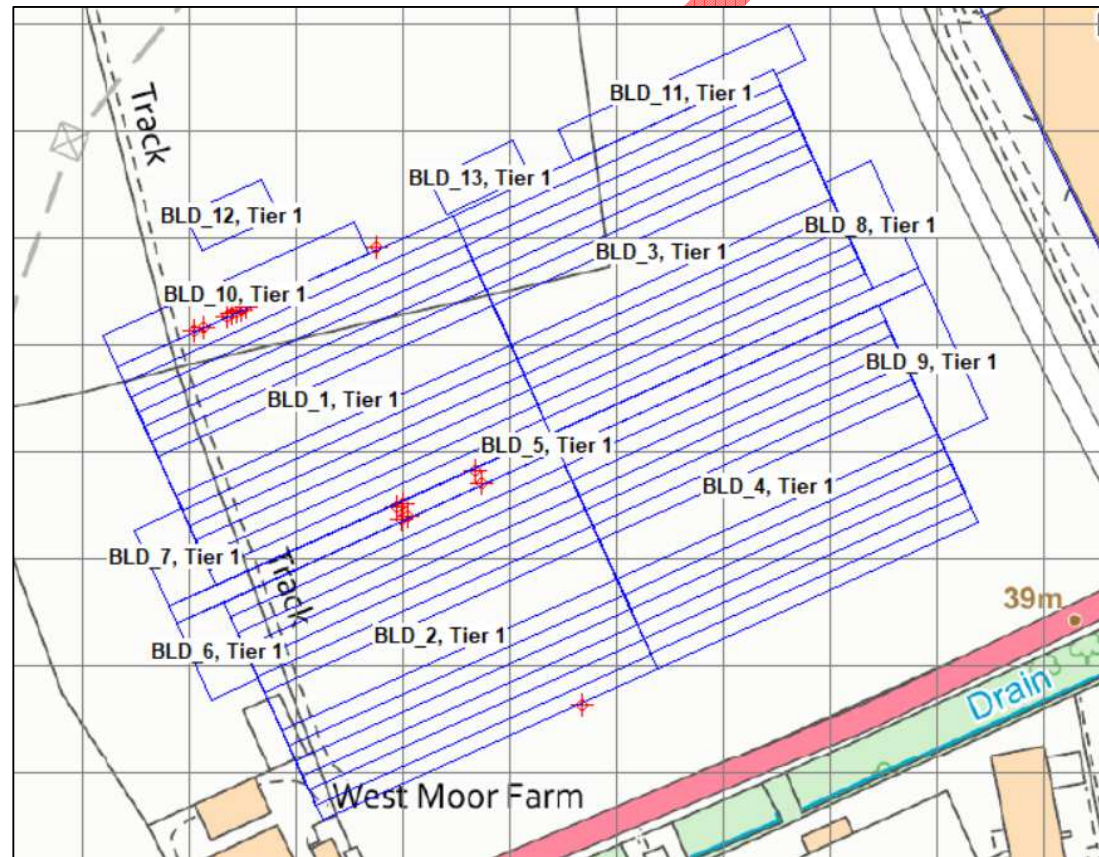 Track
BLD_11, Tier 1
BLD_13, Tier 1
BLD_12, Tier 1
BLD_8, Tier 1
BLD_3, Tier 1
BLD_10, Tier 1
BLD_9, Tier 1
BLD_1, Tier 1
BLD_5, Tier 1
BLD_4, Tier 1
BLD_7, Tier 1
Track
39m
BLD_2, Tier 1
BLD_6, Tier 1
Drain
West Moor Farm